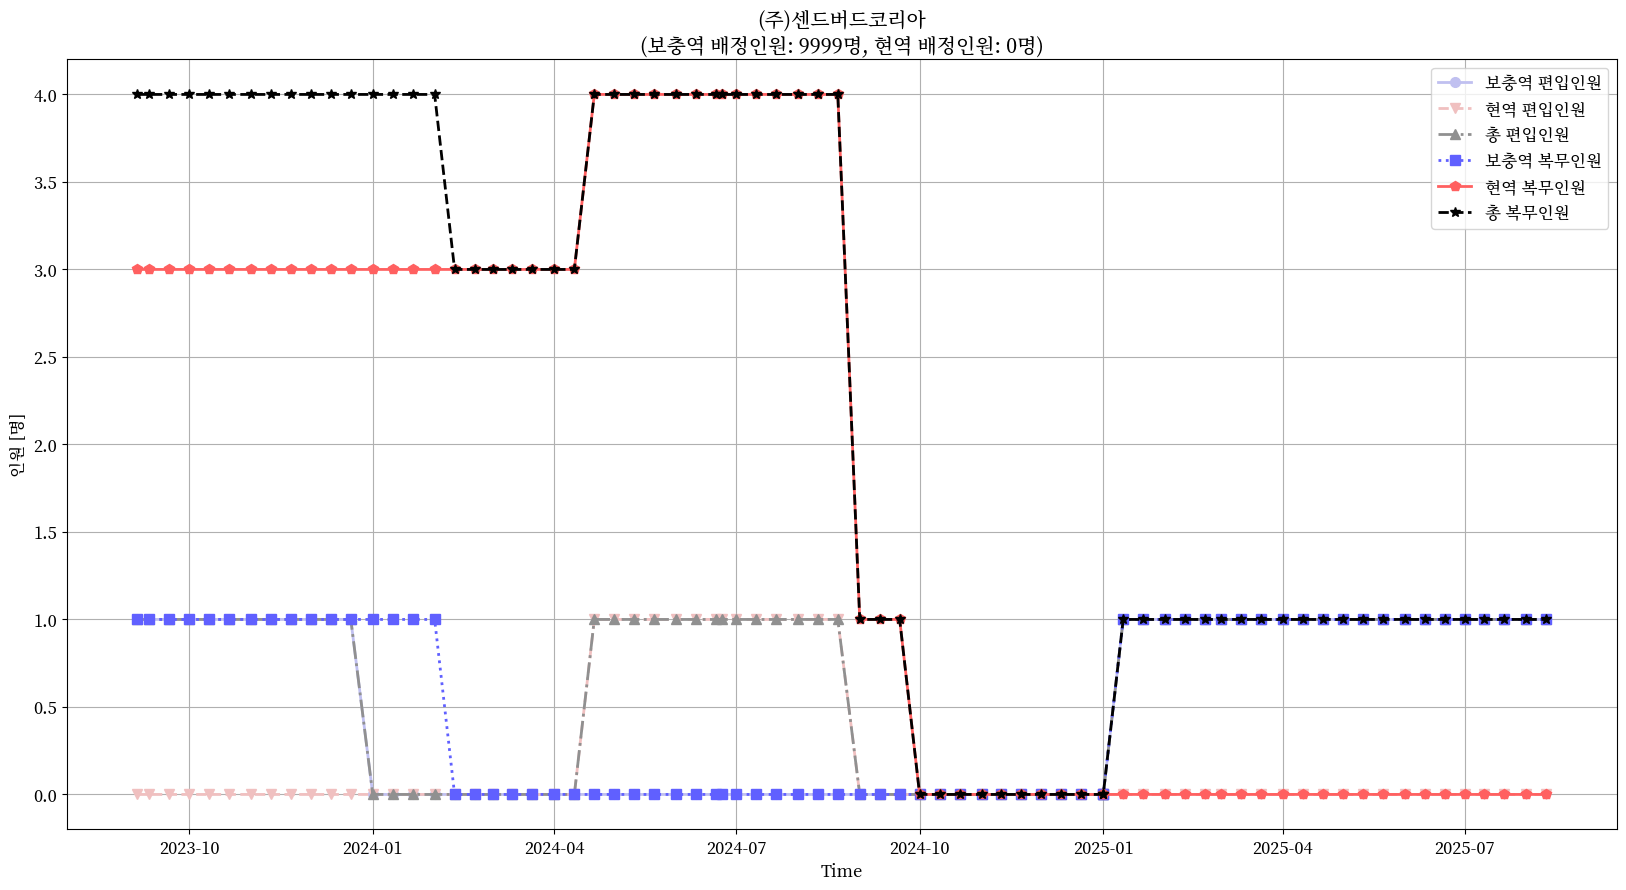 (주)센드버드코리아
(보충역 배정인원: 9999명, 현역 배정인원: 0명)
보충역 편입인원
현역 편입인원
총 편입인원
보충역 복무인원
현역 복무인원
총 복무인원
4.0
3.5
3.0
2.5
2.0
1.5
1.0
0.5
0.0
인원 [명]
2023-10
2024-01
2024-04
2024-07
2024-10
2025-01
2025-04
2025-07
Time